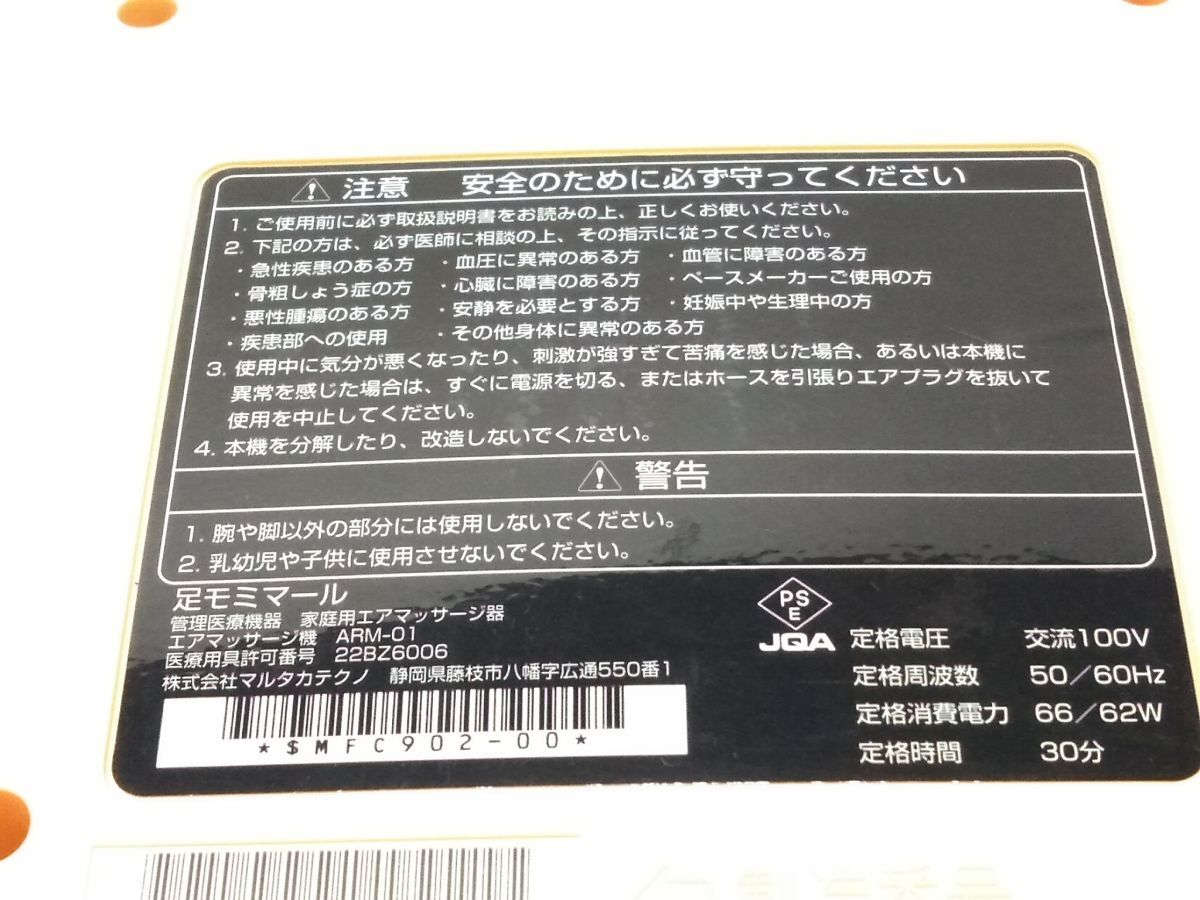 注意 安全のために必ず守ってください
1. ご使用前に必ず取扱説明書をお読みの上、正しくお使いください。
2. 下記の方は、必ず医師に相談の上、その指示に従ってください。
・急性疾患のある方 ・血圧に異常のある方 ・血管に障害のある方
・骨粗しょう症の方 ・心臓に障害のある方 ・ペースメーカーご使用の方
・悪性腫瘍のある方 ・安静を必要とする方 ・妊娠中や生理中の方
・疾患部への使用 ・その他身体に異常のある方
3. 使用中に気分が悪くなったり、刺激が強すぎて苦痛を感じた場合、あるいは本機に
異常を感じた場合は、すぐに電源を切る、またはホースを引張りエアプラグを抜いて
使用を中止してください。
4. 本機を分解したり、改造しないでください。
警告
1. 腕や脚以外の部分には使用しないでください。
2. 乳幼児や子供に使用させないでください。
足モミマール
管理医療機器 家庭用エアマッサージ器
エアマッサージ機 ARM-01
医療用具許可番号 22BZ6006
株式会社マルタカテクノ 静岡県藤枝市八幡字広通550番1
*$MFC902-00*
PS
E
JQA
定格電圧 交流100V
定格周波数 50/60Hz
定格消費電力 66/62W
定格時間 30分